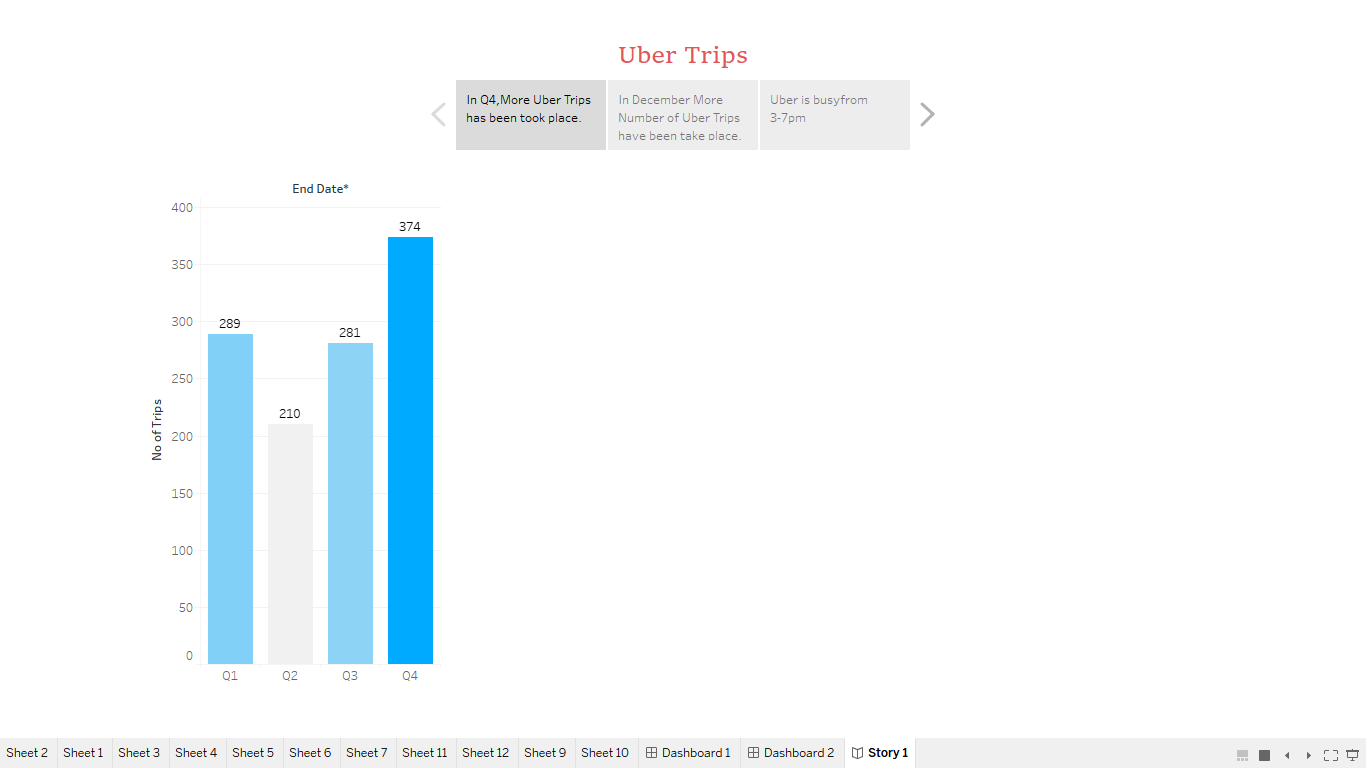 Uber Trips
In Q4,More Uber Trips
has been took place.
In December More
Number of Uber Trips
have been take place.
Uber is busyfrom
3-7pm
End Date*
400
350
300
250
200
150
100
50
0
No of Trips
289
210
281
374
Q1 Q2 Q3 Q4
Sheet 2 Sheet 1 Sheet 3 Sheet 4 Sheet 5 Sheet 6 Sheet 7 Sheet 11 Sheet 12 Sheet 9 Sheet 10 Dashboard 1 Dashboard 2 Story 1